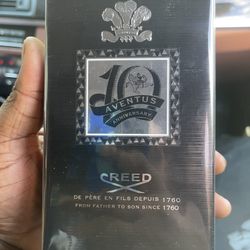 10
AVENTUS
ANNIVERSARY
CREED
DE PÈRE EN FILS DEPUIS 1760
FROM FATHER TO SON SINCE 1760